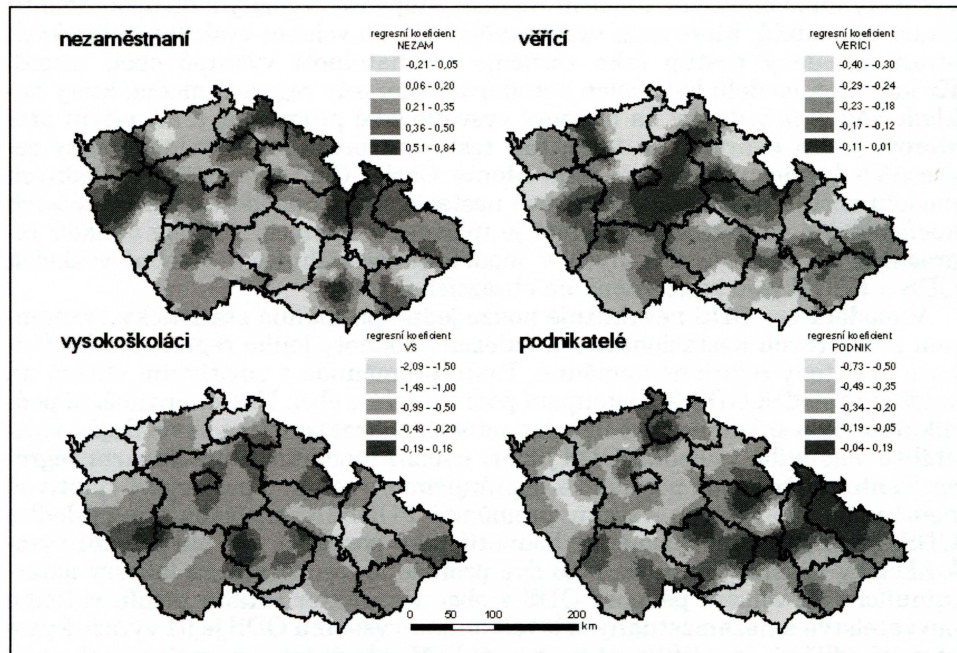 nezaměstnaní
regresní koeficient
NEZAM
-0,21 - 0,05
0,06 - 0,20
0,21 - 0,35
0,36 - 0,50
0,51 - 0,84
věřící
regresní koeficient
VERICI
-0,40 - -0,30
-0,29 - -0,24
-0,23 - -0,18
-0,17 - -0,12
-0,11 - 0,01
vysokoškoláci
regresní koeficient
VS
-2,09 - -1,50
-1,49 - -1,00
-0,99 - -0,50
-0,49 - -0,20
-0,19 - 0,16
podnikatelé
regresní koeficient
PODNIK
-0,73 - -0,50
-0,49 - -0,35
-0,34 - -0,20
-0,19 - -0,05
-0,04 - 0,19
0 50 100 200
km